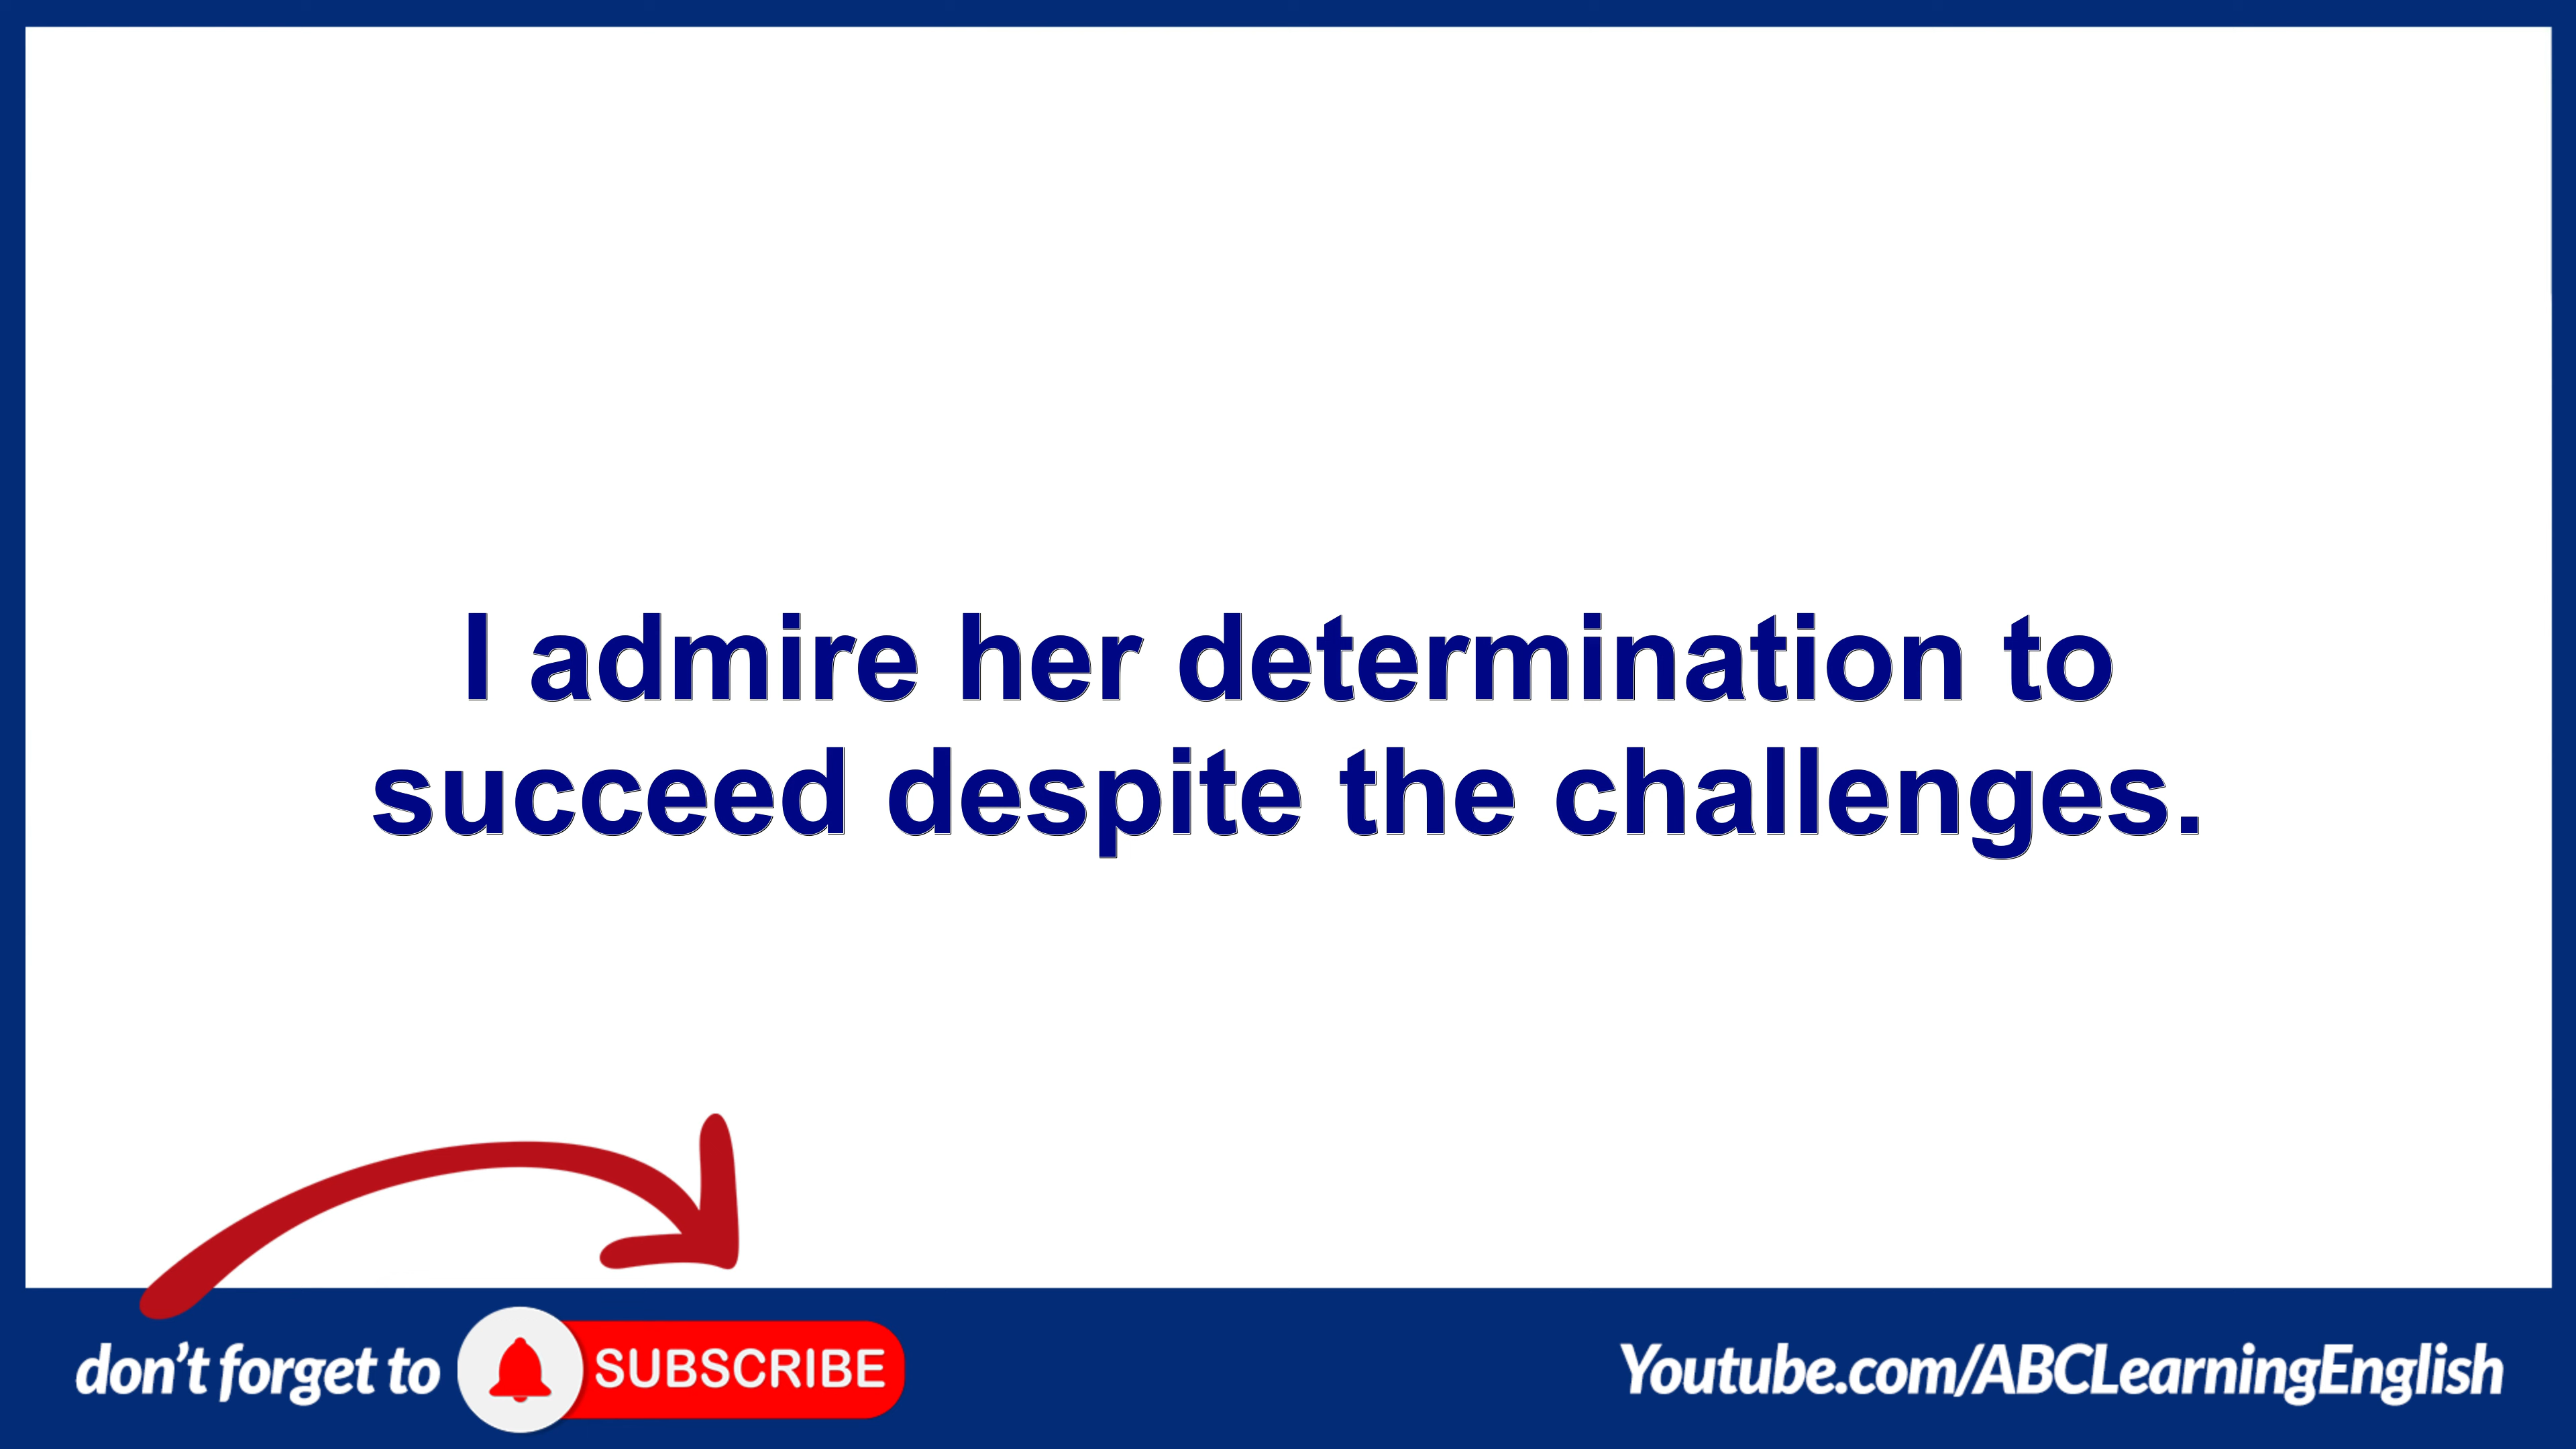 I admire her determination to
succeed despite the challenges.
don't forget to SUBSCRIBE
Youtube.com/ABCLearningEnglish